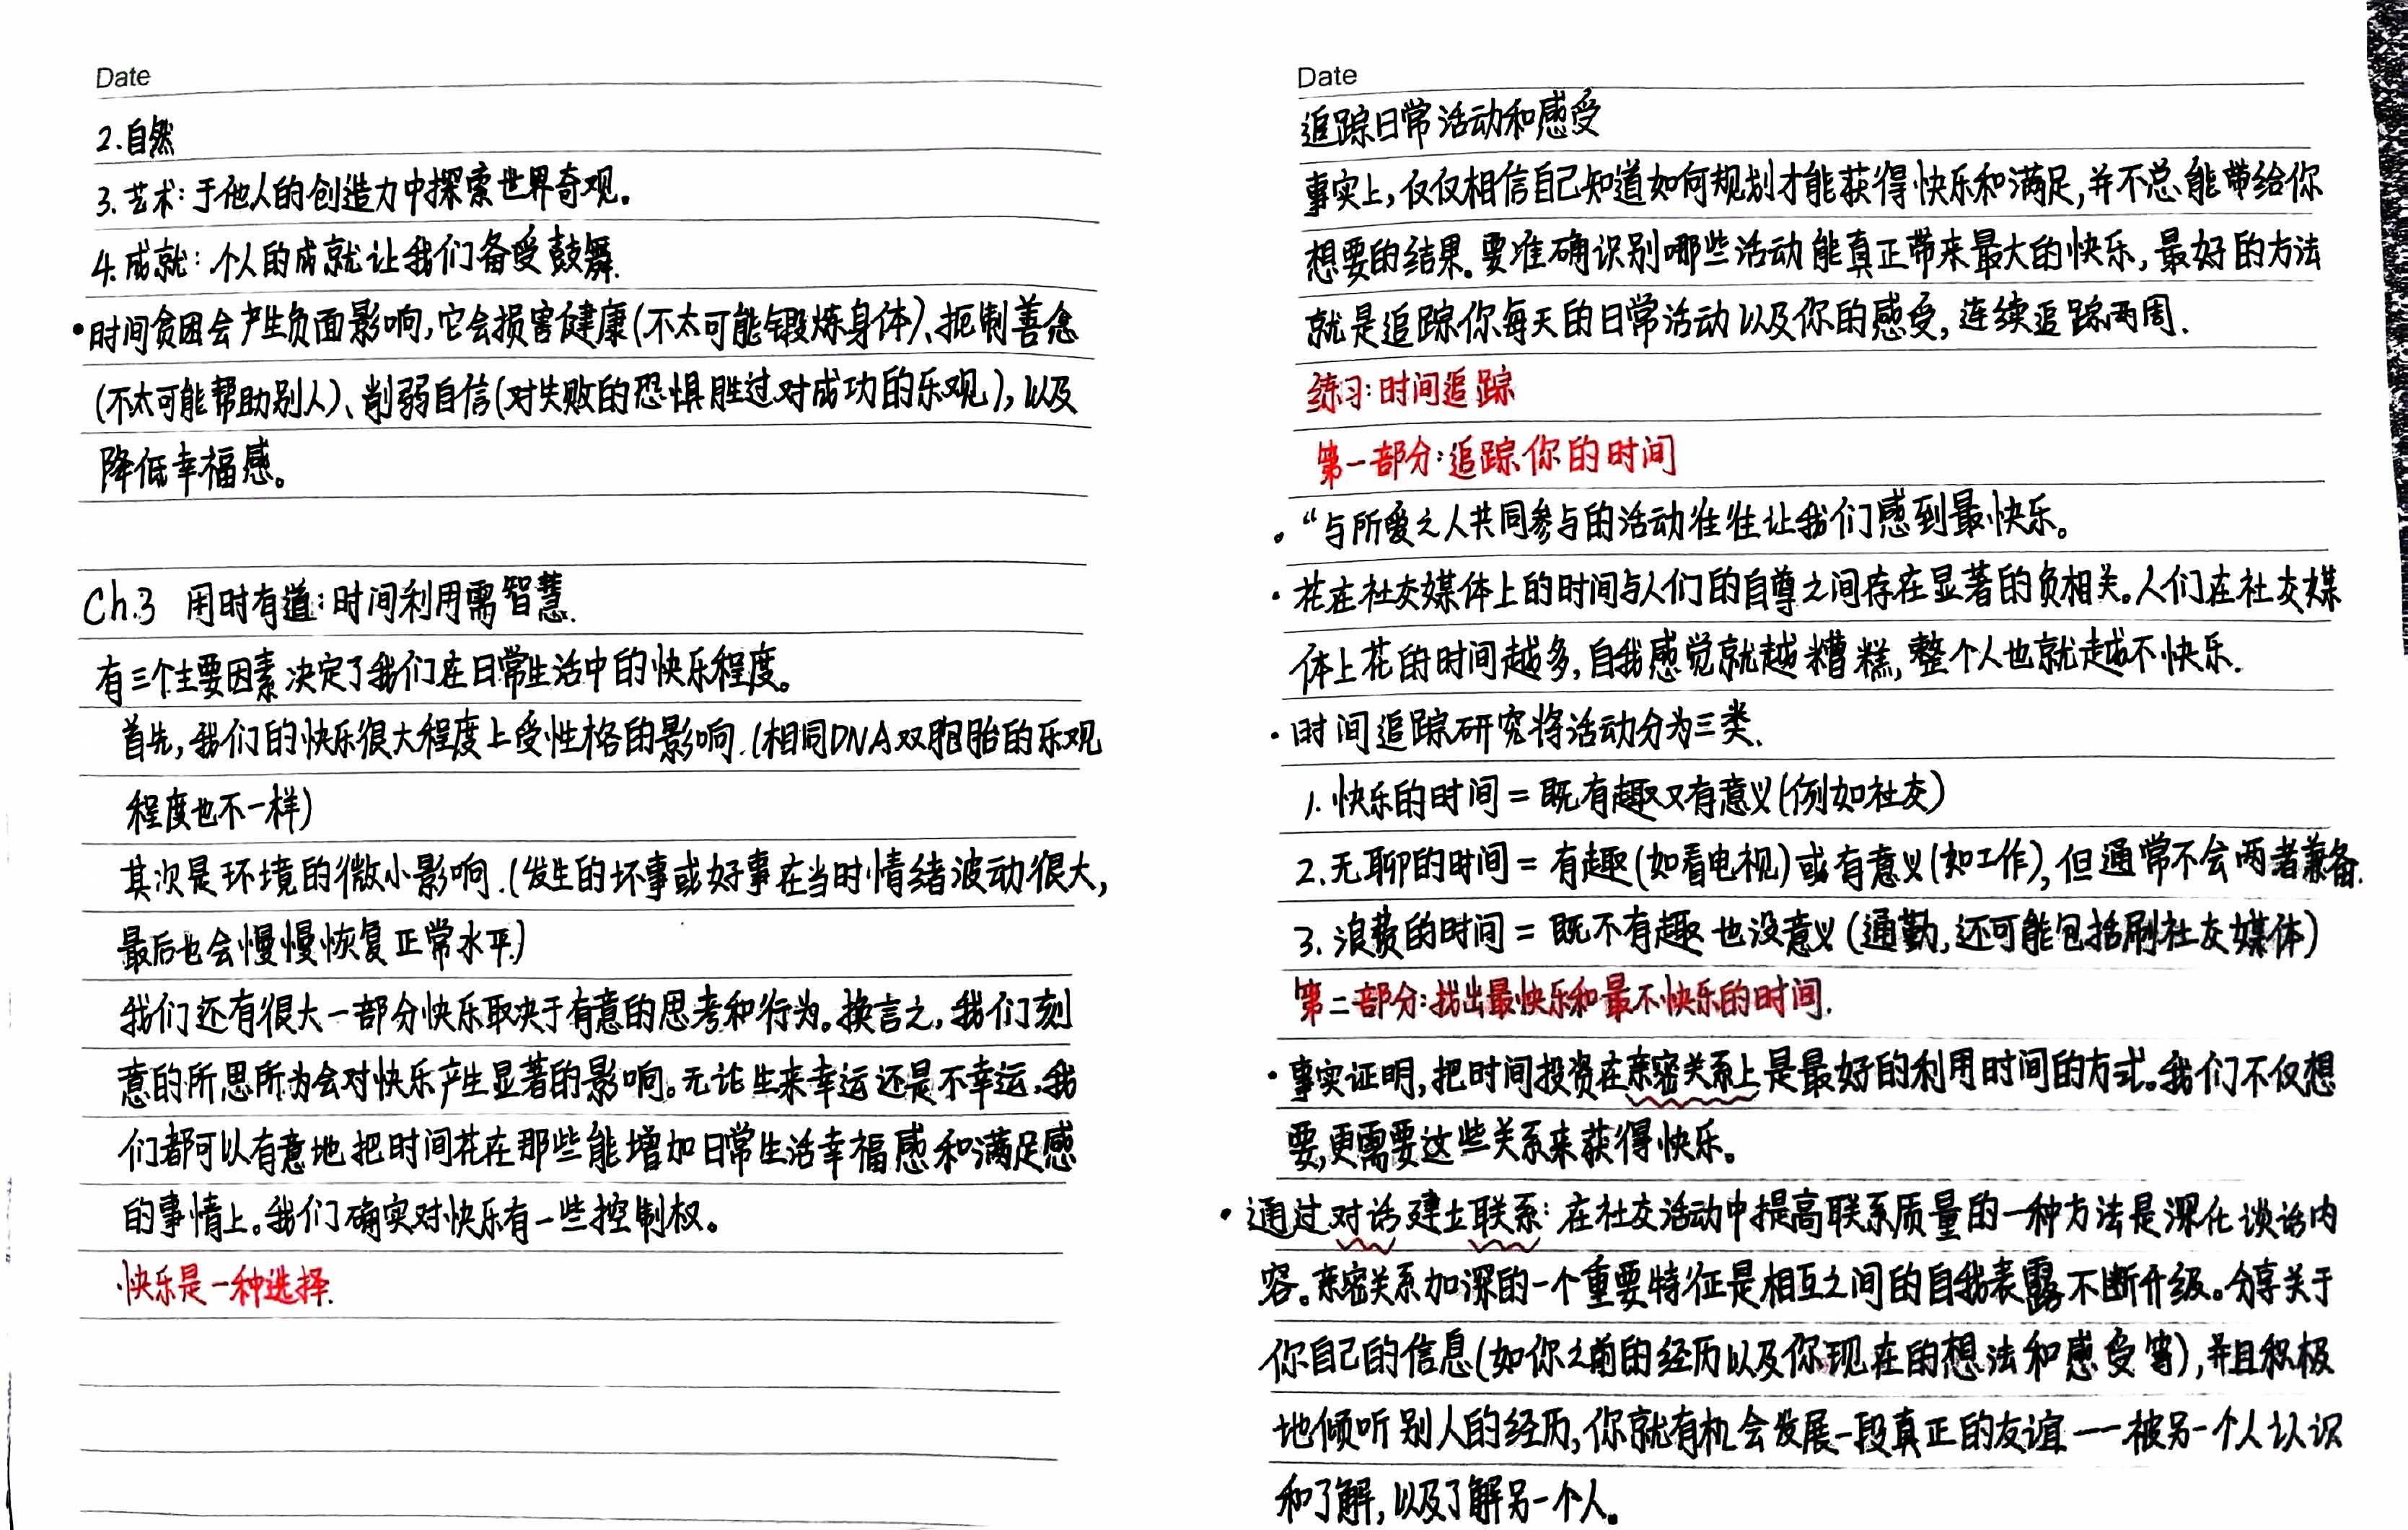 Date
2.自然
3.艺术:于他人的创造力中探索世界奇观。
4.成就:个人的成就让我们备受鼓舞.
•时间贫困会产生负面影响,它会损害健康(不太可能锻炼身体)、扼制善念
(不太可能帮助别人)、削弱自信(对失败的恐惧胜过对成功的乐观),以及
降低幸福感。
Ch.3 用时有道:时间利用需智慧.
有三个主要因素决定了我们在日常生活中的快乐程度。
首先,我们的快乐很大程度上受性格的影响.(相同DNA双胞胎的乐观
程度也不一样)
其次是环境的微小影响.(发生的坏事或好事在当时情绪波动很大,
最后也会慢慢恢复正常水平.)
我们还有很大一部分快乐取决于有意的思考和行为。换言之,我们刻
意的所思所为会对快乐产生显著的影响。无论生来幸运还是不幸运,我
们都可以有意地把时间花在那些能增加日常生活幸福感和满足感
的事情上。我们确实对快乐有一些控制权。
快乐是一种选择.
Date
追踪日常活动和感受
事实上,仅仅相信自己知道如何规划才能获得快乐和满足,并不总能带给你
想要的结果。要准确识别哪些活动能真正带来最大的快乐,最好的方法
就是追踪你每天的日常活动以及你的感受,连续追踪两周.
练习:时间追踪
第一部分:追踪你的时间
•“与所爱之人共同参与的活动往往让我们感到最快乐。
•花在社交媒体上的时间与人们的自尊之间存在显著的负相关。人们在社交媒
体上花的时间越多,自我感觉就越糟糕,整个人也就越不快乐.
•时间追踪研究将活动分为三类.
1.快乐的时间=既有趣又有意义(例如社交)
2.无聊的时间=有趣(如看电视)或有意义(如工作),但通常不会两者兼备.
3.浪费的时间=既不有趣也没意义(通勤,还可能包括刷社交媒体)
第二部分:找出最快乐和最不快乐的时间.
•事实证明,把时间投资在亲密关系上是最好的利用时间的方式。我们不仅想
要,更需要这些关系来获得快乐。
•通过对话建立联系:在社交活动中提高联系质量的一种方法是深化谈话内
容。亲密关系加深的一个重要特征是相互之间的自我表露不断升级。分享关于
你自己的信息(如你之前的经历以及你现在的想法和感受等),并且积极
地倾听别人的经历,你就有机会发展一段真正的友谊——被另一个人认识
和了解,以及了解另一个人。